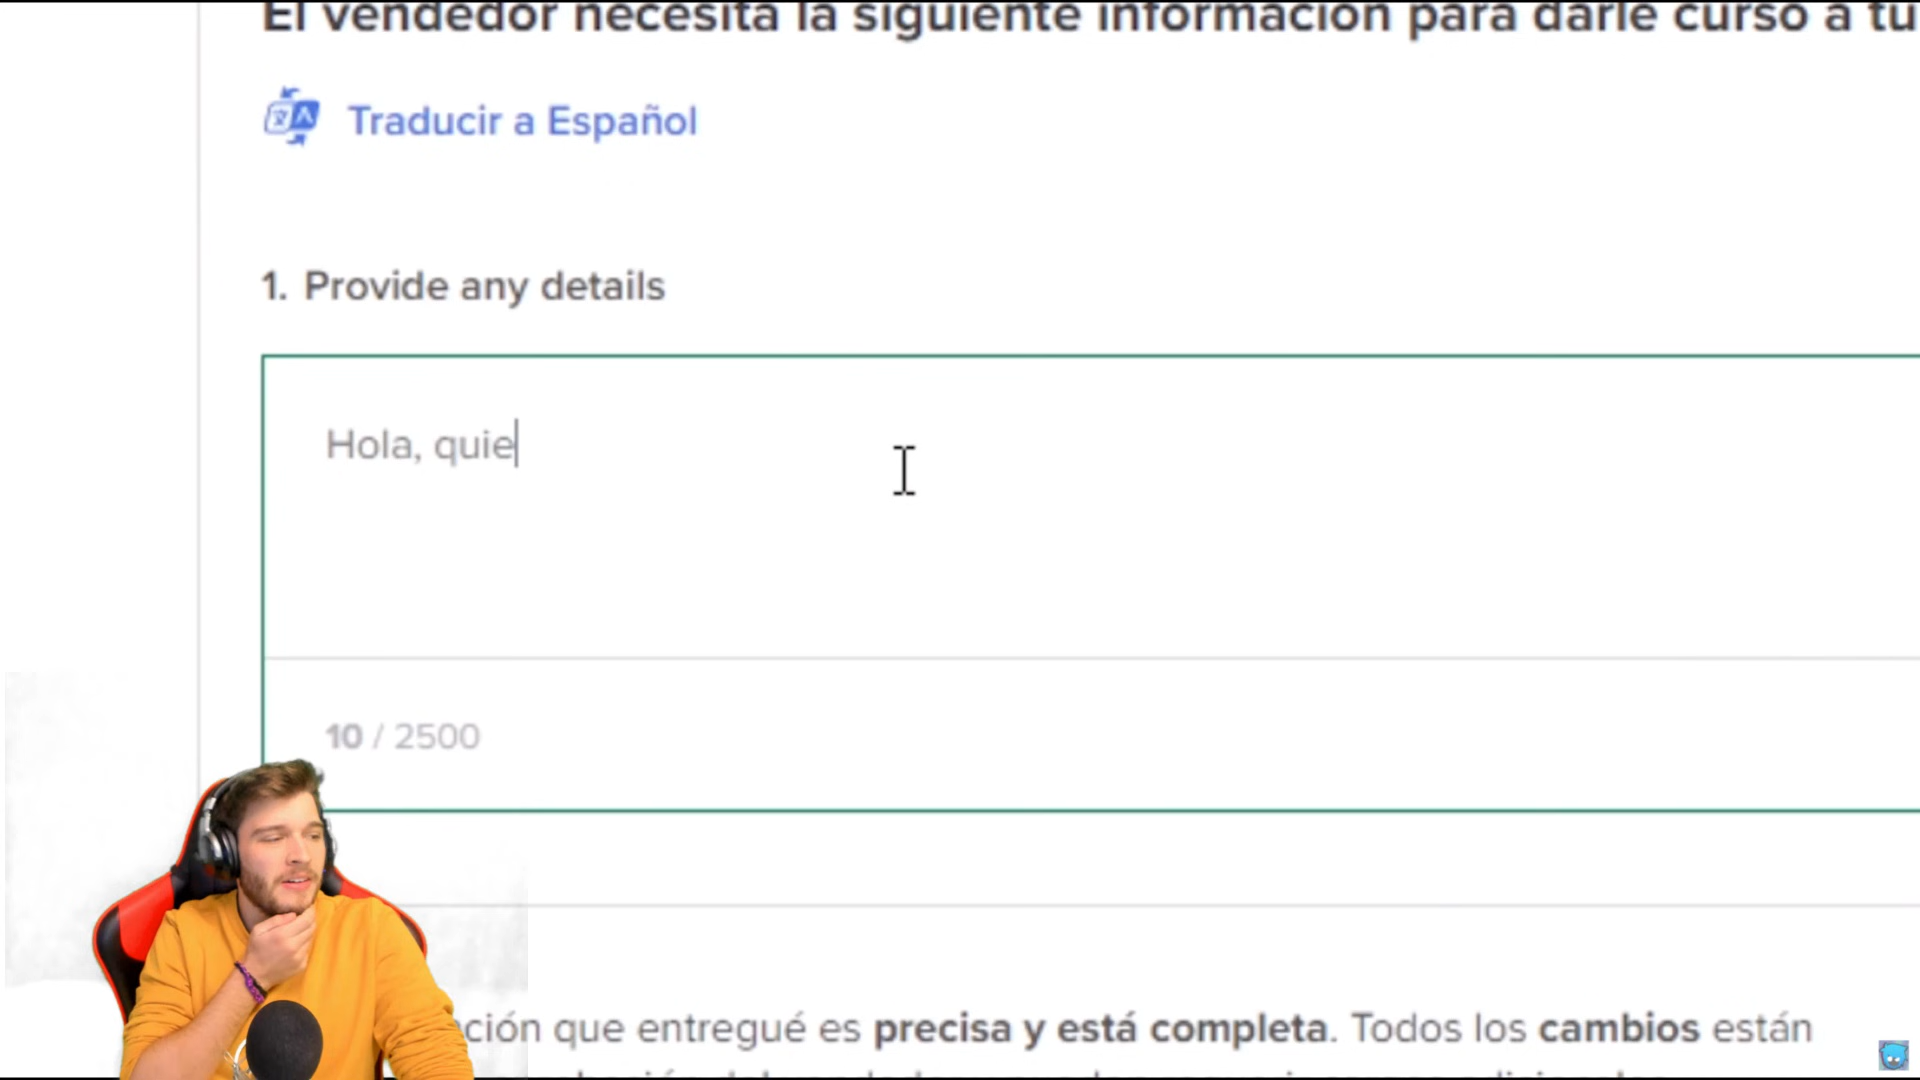 El vendedor necesita la siguiente información para darle curso a tu
Traducir a Español
1. Provide any details
Hola, quie
10 / 2500
ción que entregué es precisa y está completa. Todos los cambios están